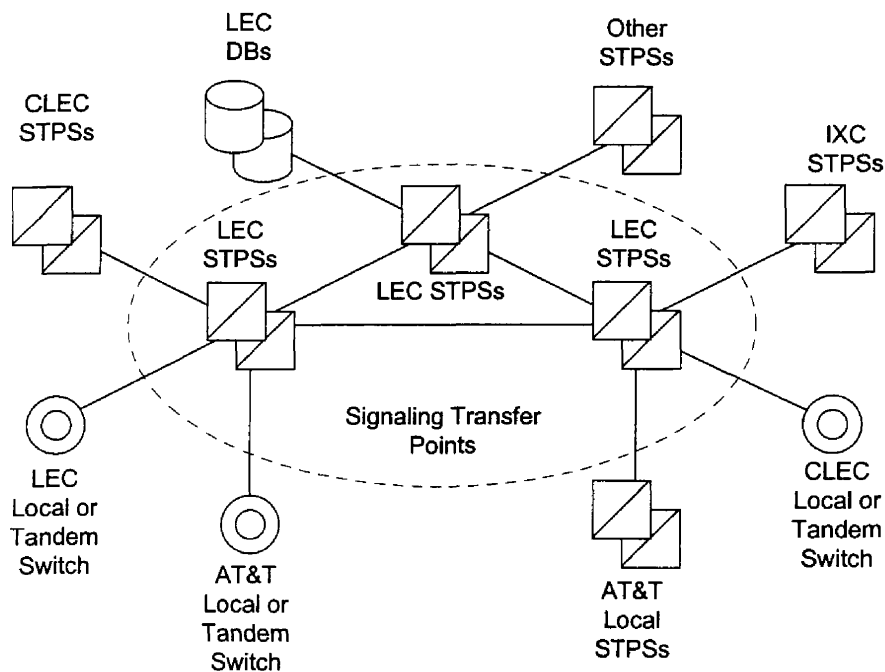 LEC
DBs
Other
STPSs
CLEC
STPSs
IXC
STPSs
LEC
STPSs
LEC
STPSs
LEC STPSs
Signaling Transfer
Points
LEC
Local or
Tandem
Switch
AT&T
Local or
Tandem
Switch
AT&T
Local
STPSs
CLEC
Local or
Tandem
Switch